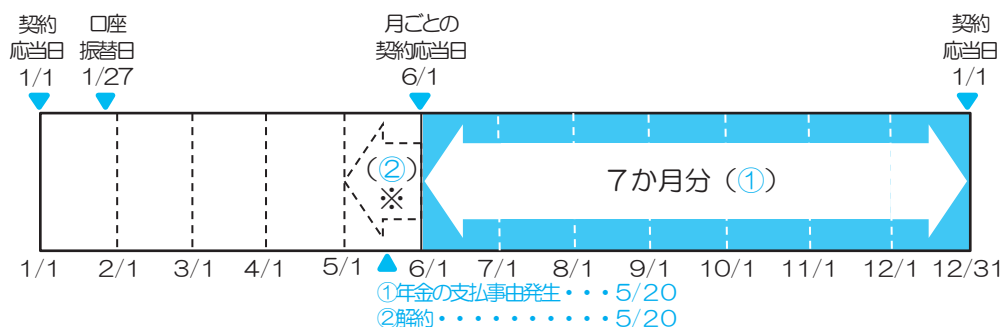 契約
応当日
1/1
口座
振替日
1/27
月ごとの
契約応当日
6/1
契約
応当日
1/1
(②)
※
7か月分(①)
1/1 2/1 3/1 4/1 5/1 6/1 7/1 8/1 9/1 10/1 11/1 12/1 12/31
①年金の支払事由発生・・・5/20
②解約・・・・・・・・・・5/20